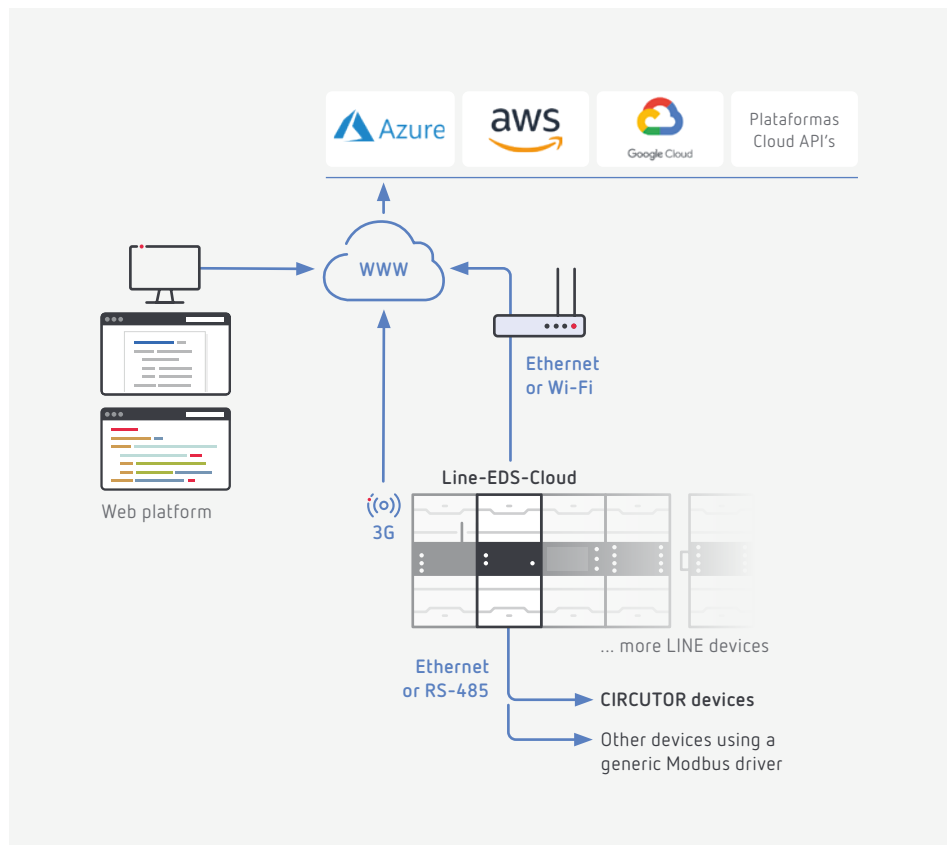 Azure
aws
Google Cloud
Plataformas
Cloud API's
WWW
Ethernet
or Wi-Fi
Web platform
3G
Line-EDS-Cloud
... more LINE devices
Ethernet
or RS-485
CIRCUTOR devices
Other devices using a
generic Modbus driver